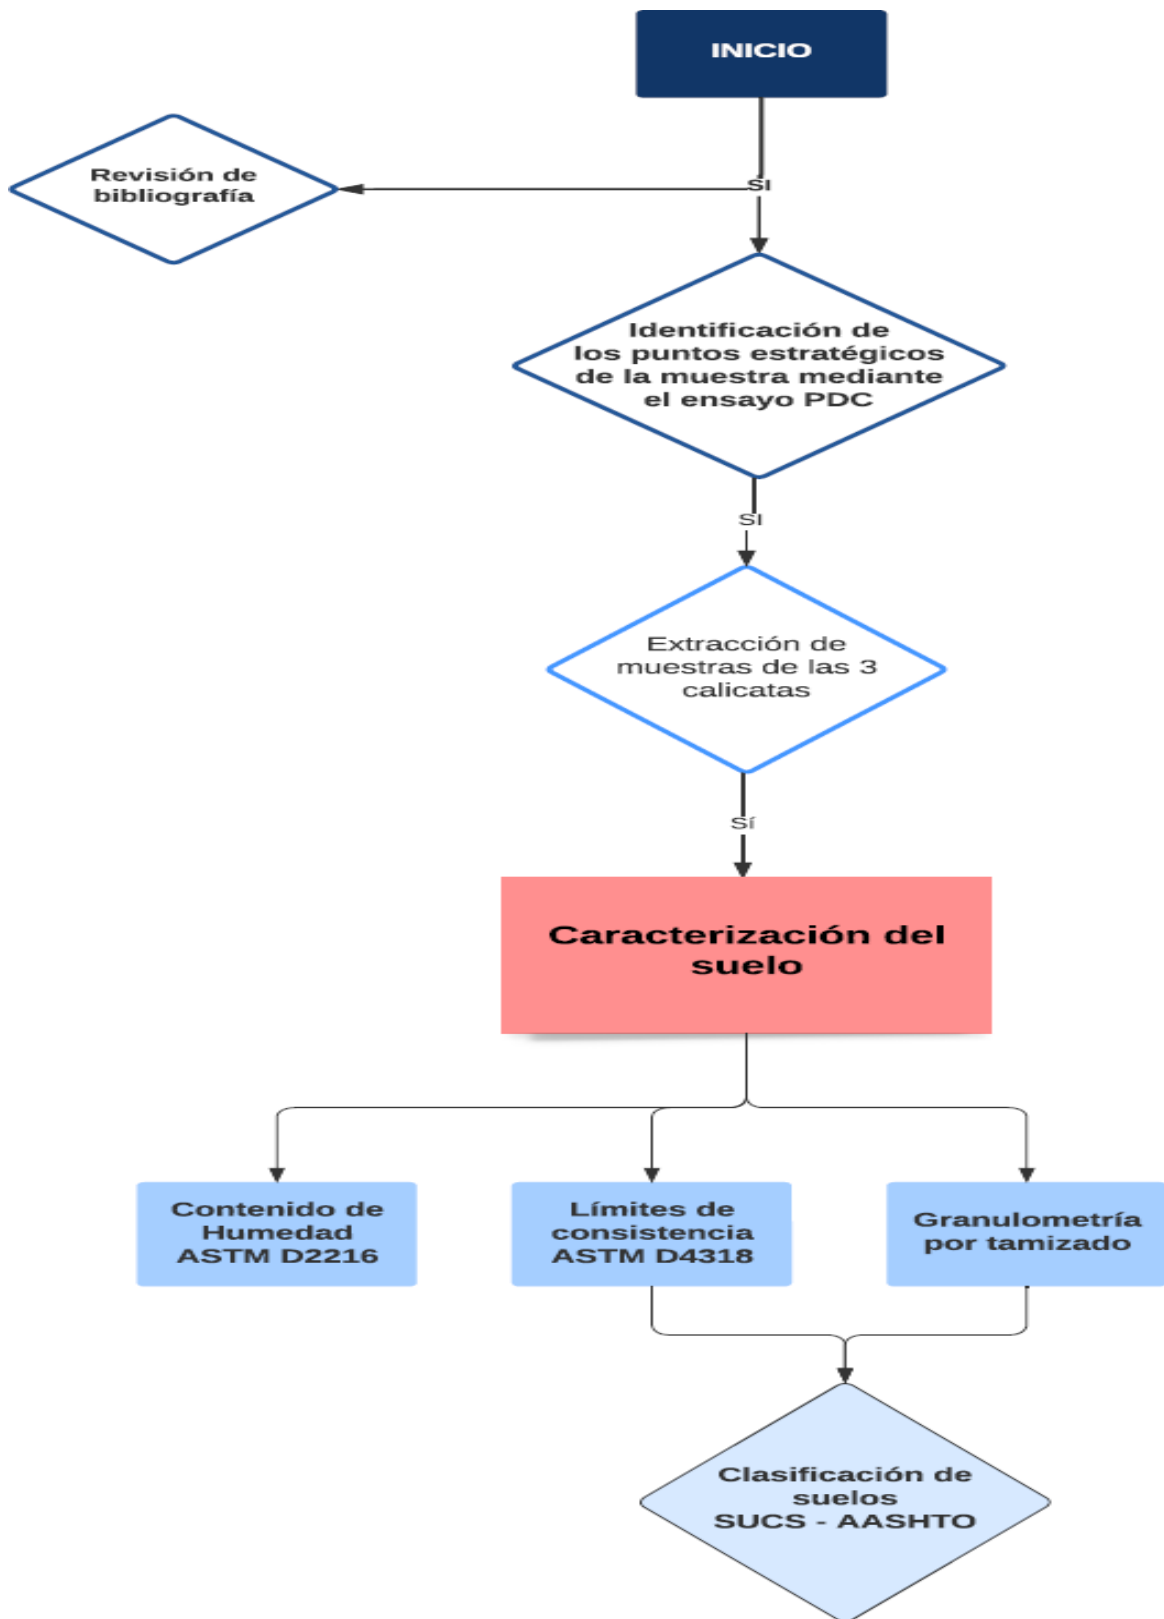 INICIO
Revisión de
bibliografía
SI
Identificación de
los puntos estratégicos
de la muestra mediante
el ensayo PDC
SI
Extracción de
muestras de las 3
calicatas
Sí
Caracterización del
suelo
Contenido de
Humedad
ASTM D2216
Límites de
consistencia
ASTM D4318
Granulometría
por tamizado
Clasificación de
suelos
SUCS - AASHTO